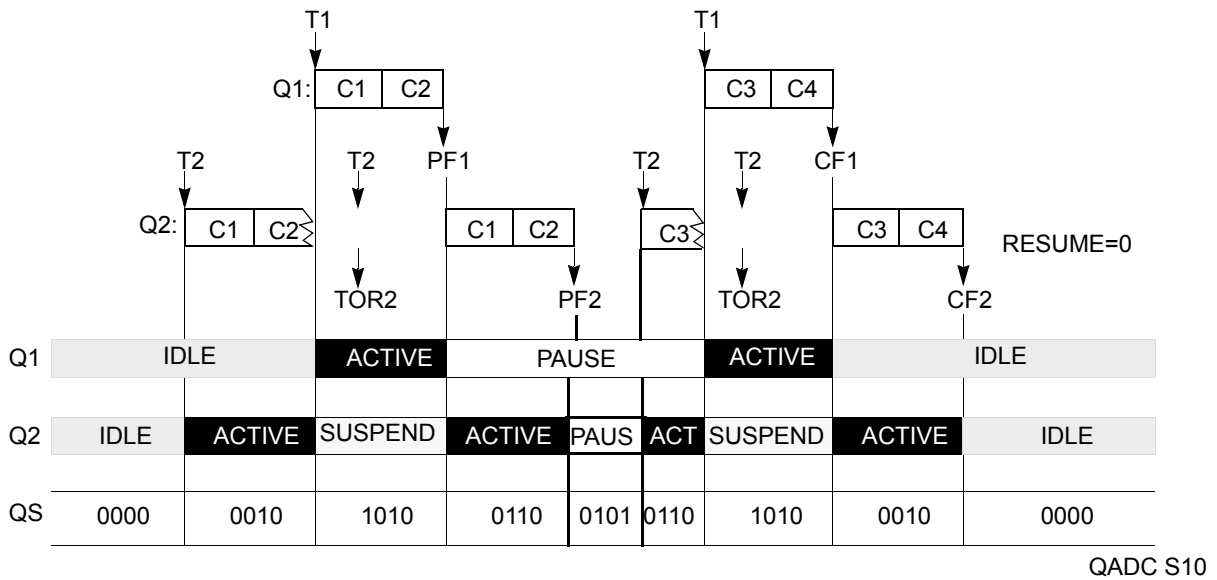 T1 T1
Q1: C1 C2 C3 C4
T2 T2 PF1 T2 T2 CF1
Q2: C1 C2 C1 C2 C3 C3 C4 RESUME=0
TOR2 PF2 TOR2 CF2
Q1 IDLE ACTIVE PAUSE ACTIVE IDLE
Q2 IDLE ACTIVE SUSPEND ACTIVE PAUS ACT SUSPEND ACTIVE IDLE
QS 0000 0010 1010 0110 0101 0110 1010 0010 0000
QADC S10